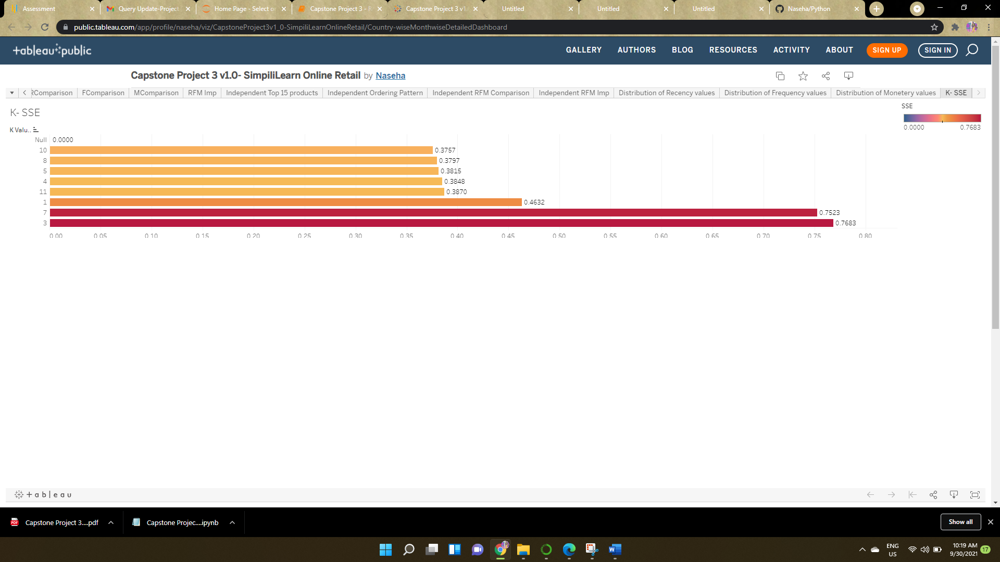 Assessment
Query Update-Project
Home Page - Select or
Capstone Project 3 - R
Capstone Project 3 v1.
Untitled
Untitled
Untitled
Naseha/Python
public.tableau.com/app/profile/naseha/viz/CapstoneProject3v1_0-SimpiliLearnOnlineRetail/Country-wiseMonthwiseDetailedDashboard
+ableau public
GALLERY AUTHORS BLOG RESOURCES ACTIVITY ABOUT SIGN UP SIGN IN
Capstone Project 3 v1.0- SimpiliLearn Online Retail by Naseha
RComparison FComparison MComparison RFM Imp Independent Top 15 products Independent Ordering Pattern Independent RFM Comparison Independent RFM Imp Distribution of Recency values Distribution of Frequency values Distribution of Monetery values K- SSE
K- SSE
SSE
0.0000 0.7683
K Valu..
Null 0.0000
10 0.3757
8 0.3797
5 0.3815
4 0.3848
11 0.3870
1 0.4632
7 0.7523
3 0.7683
0.00 0.05 0.10 0.15 0.20 0.25 0.30 0.35 0.40 0.45 0.50 0.55 0.60 0.65 0.70 0.75 0.80
+ableau
Capstone Project 3....pdf
Capstone Projec....ipynb
Show all
ENG
US
10:19 AM
9/30/2021
17